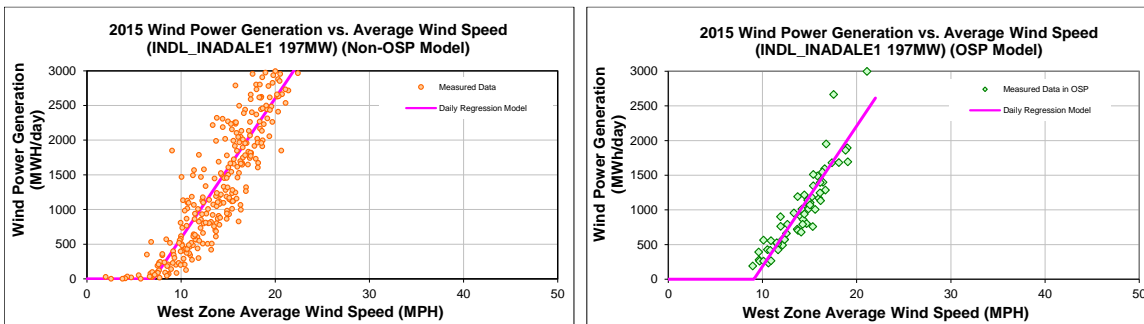 2015 Wind Power Generation vs. Average Wind Speed
(INDL_INADALE1 197MW) (Non-OSP Model)
Wind Power Generation
(MWH/day)
3000
2500
2000
1500
1000
500
0
0 10 20 30 40 50
West Zone Average Wind Speed (MPH)
Measured Data
Daily Regression Model
2015 Wind Power Generation vs. Average Wind Speed
(INDL_INADALE1 197MW) (OSP Model)
Wind Power Generation
(MWh/day)
3000
2500
2000
1500
1000
500
0
0 10 20 30 40 50
West Zone Average Wind Speed (MPH)
Measured Data in OSP
Daily Regression Model